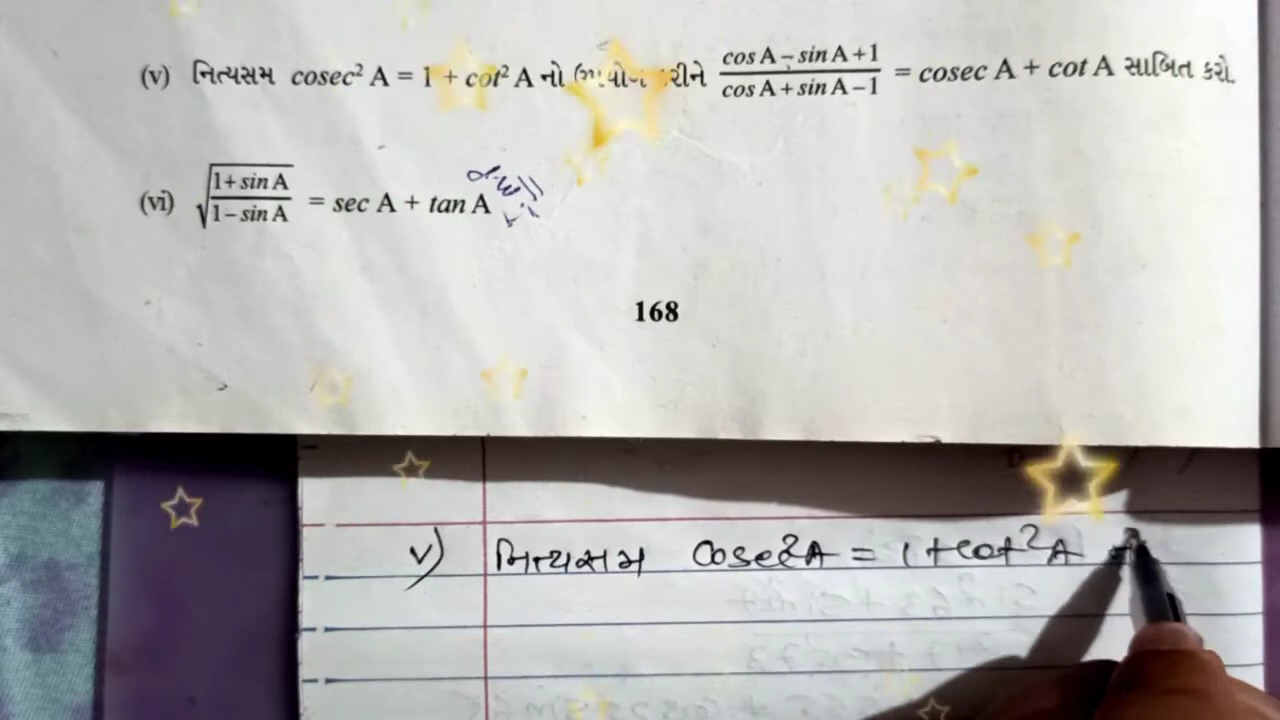 (v) નિત્યસમ cosec² A = 1 + cot² A નો કરીને (cos A − sin A + 1)/(cos A + sin A − 1) = cosec A + cot A સાબિત કરો.
(vi) √((1 + sin A)/(1 − sin A)) = sec A + tan A
168
v) નિત્યસમ Cosec²A = 1 + cot²A